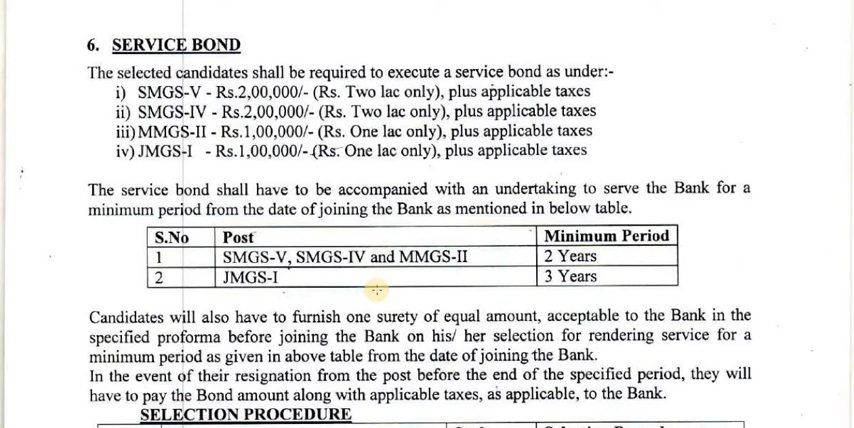 6. SERVICE BOND
The selected candidates shall be required to execute a service bond as under:-
i) SMGS-V - Rs.2,00,000/- (Rs. Two lac only), plus applicable taxes
ii) SMGS-IV - Rs.2,00,000/- (Rs. Two lac only), plus applicable taxes
iii) MMGS-II - Rs.1,00,000/- (Rs. One lac only), plus applicable taxes
iv) JMGS-I - Rs.1,00,000/- (Rs. One lac only), plus applicable taxes
The service bond shall have to be accompanied with an undertaking to serve the Bank for a
minimum period from the date of joining the Bank as mentioned in below table.
S.No Post Minimum Period
1 SMGS-V, SMGS-IV and MMGS-II 2 Years
2 JMGS-I 3 Years
Candidates will also have to furnish one surety of equal amount, acceptable to the Bank in the
specified proforma before joining the Bank on his/ her selection for rendering service for a
minimum period as given in above table from the date of joining the Bank.
In the event of their resignation from the post before the end of the specified period, they will
have to pay the Bond amount along with applicable taxes, as applicable, to the Bank.
SELECTION PROCEDURE